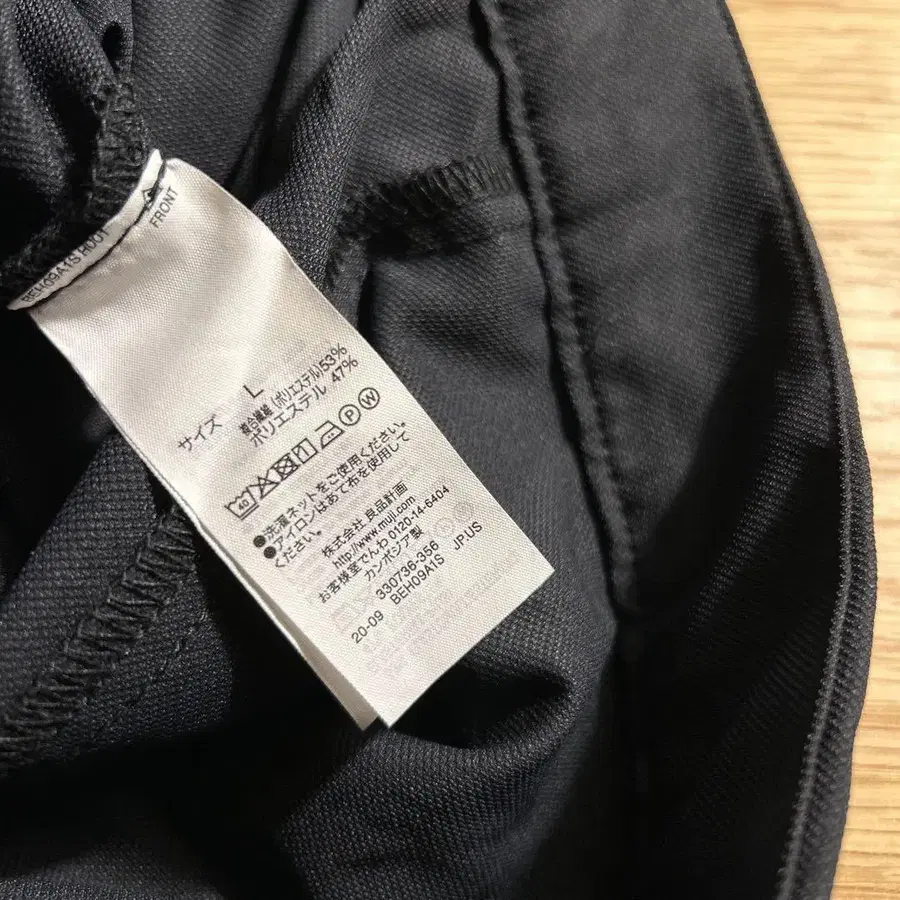 BEH09A1S H001
FRONT
サイズ L
複合繊維(ポリエステル)53%
ポリエステル 47%
40 P W
●洗濯ネットをご使用ください。
●アイロンはあて布を使用して
ください。
株式会社 良品計画
http://www.muji.com
お客様室でんわ 0120-14-6404
カンボジア製
330736-356
20-09 BEH09A1S JP.US